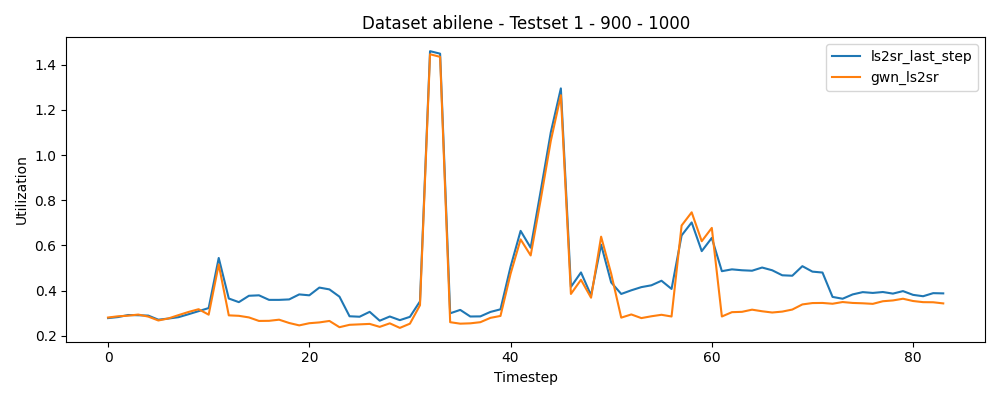 Dataset abilene - Testset 1 - 900 - 1000
ls2sr_last_step
gwn_ls2sr
Utilization
1.4
1.2
1.0
0.8
0.6
0.4
0.2
0
20
40
60
80
Timestep